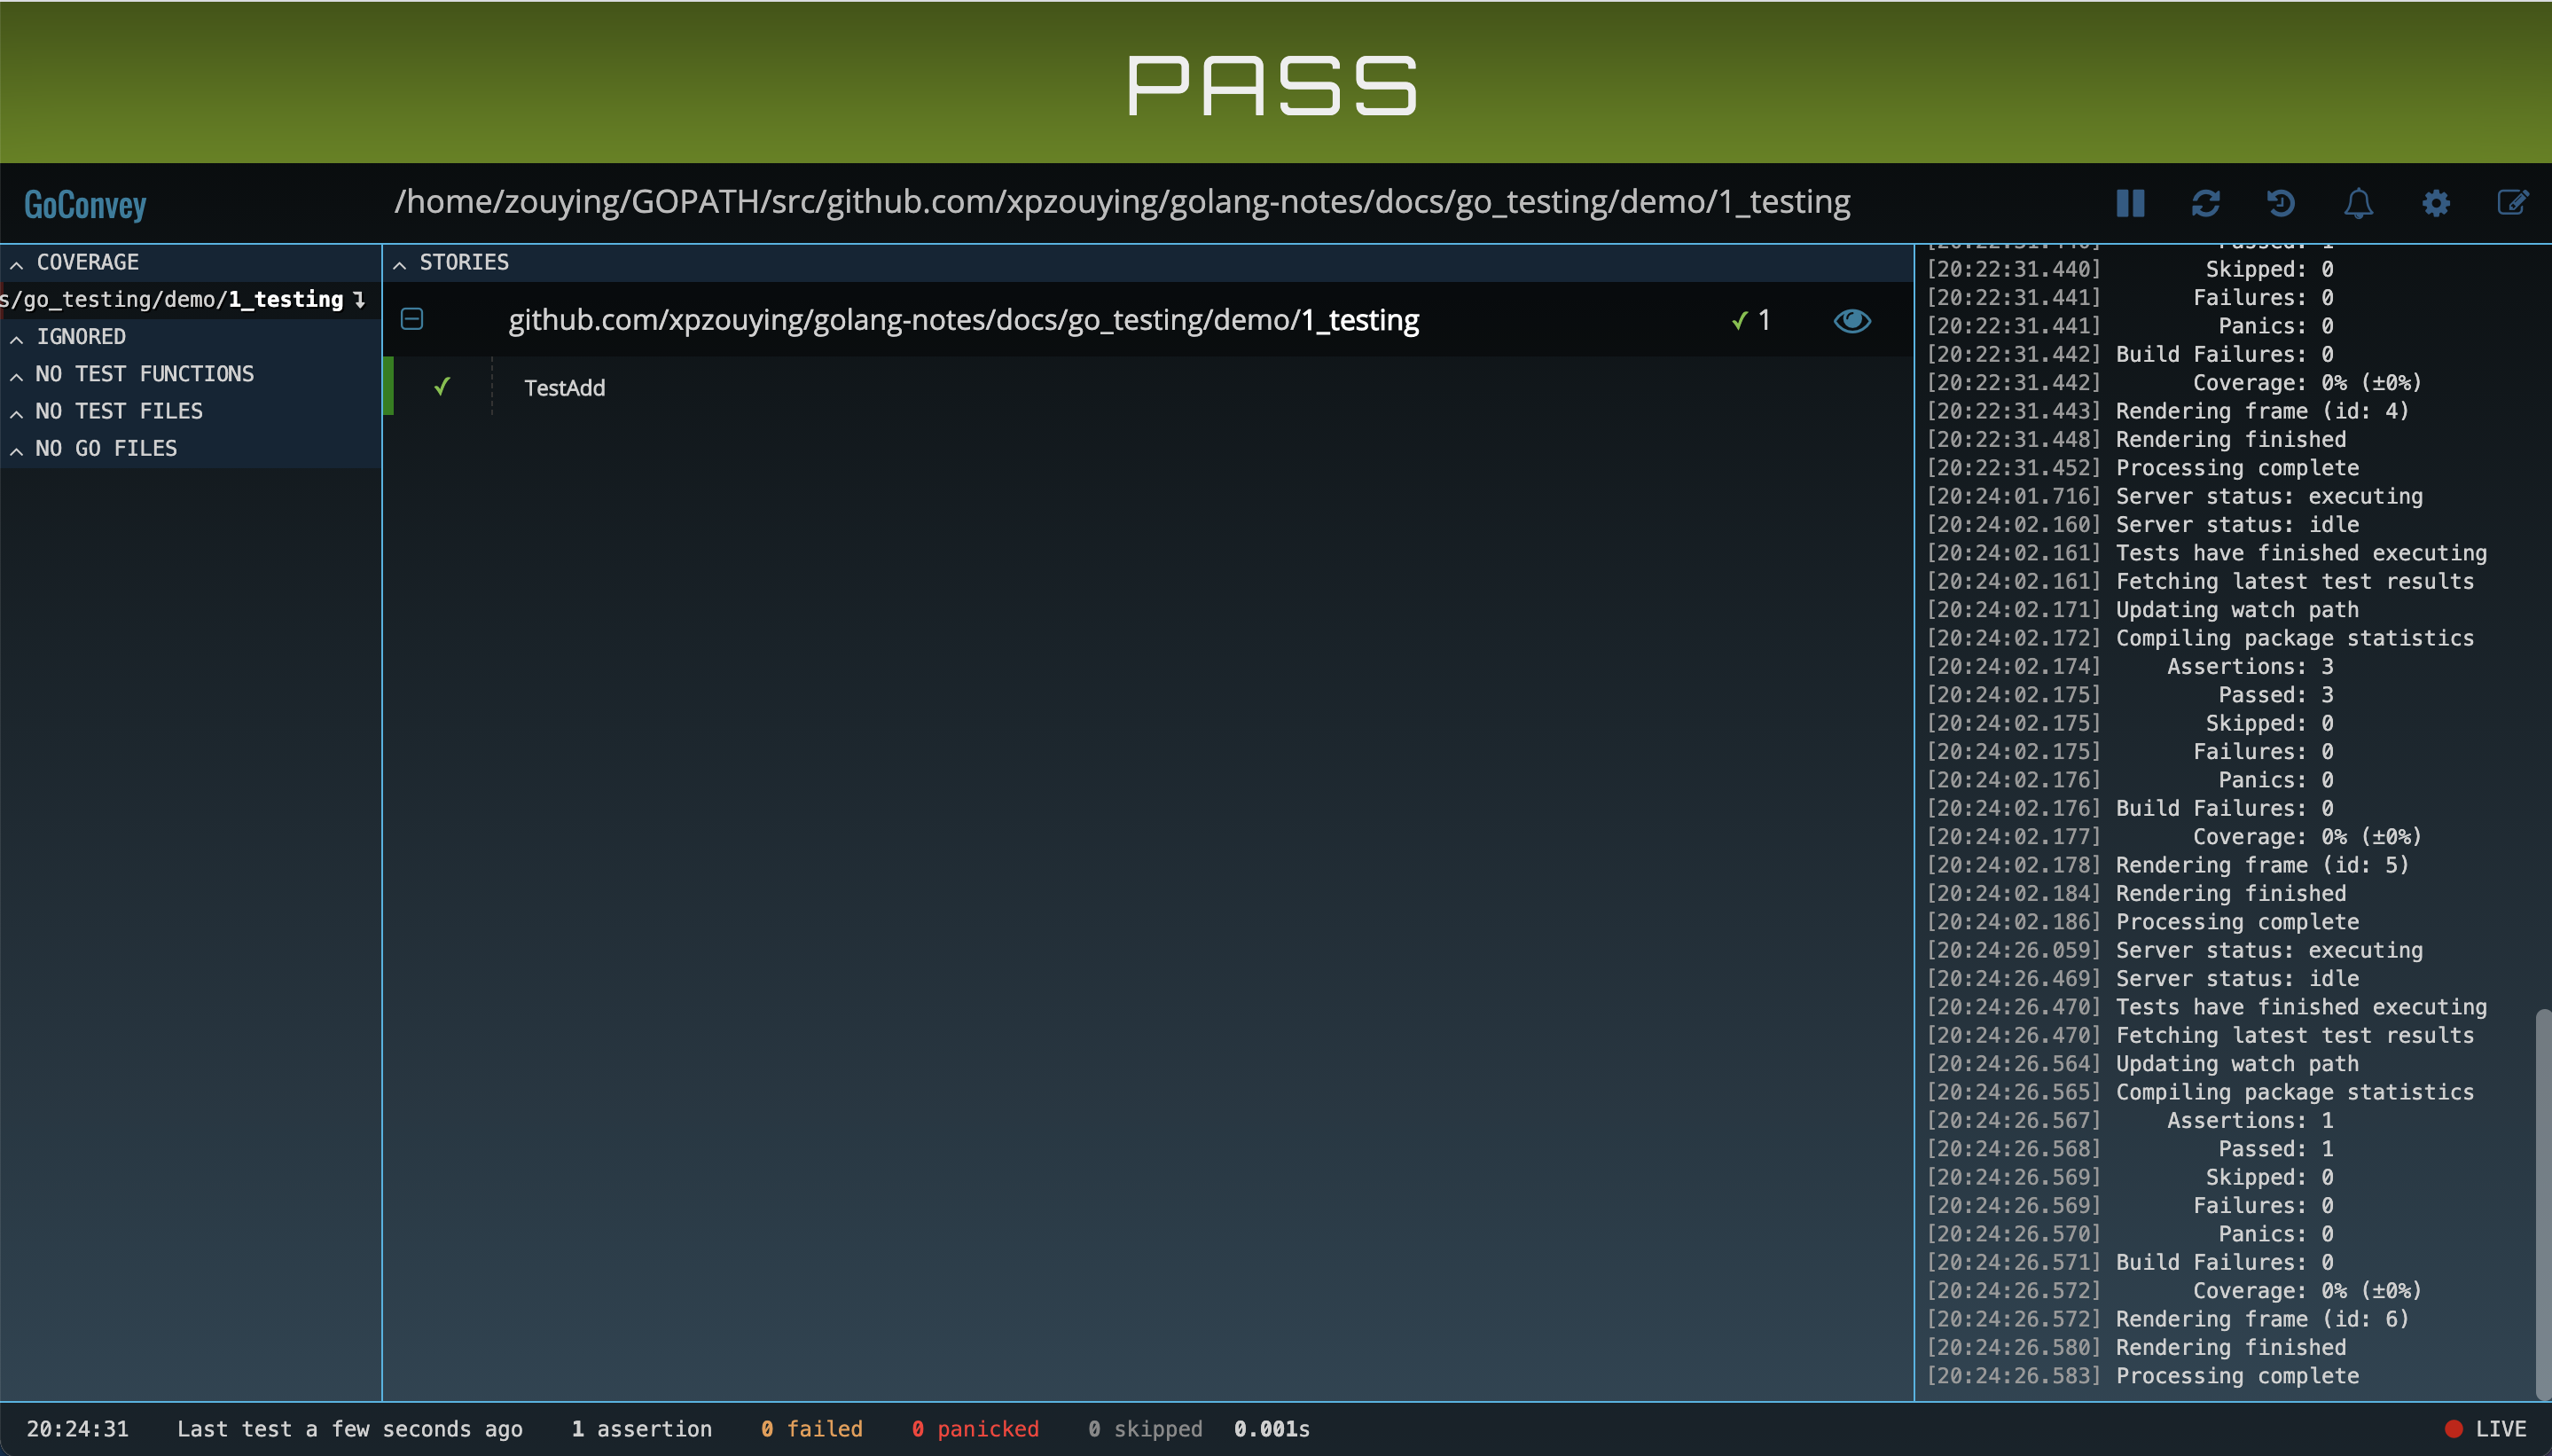 PASS
GoConvey
/home/zouying/GOPATH/src/github.com/xpzouying/golang-notes/docs/go_testing/demo/1_testing
COVERAGE
s/go_testing/demo/1_testing
IGNORED
NO TEST FUNCTIONS
NO TEST FILES
NO GO FILES
STORIES
github.com/xpzouying/golang-notes/docs/go_testing/demo/1_testing ✓ 1
✓ TestAdd
[20:22:31.440] Passed: 1
[20:22:31.440] Skipped: 0
[20:22:31.441] Failures: 0
[20:22:31.441] Panics: 0
[20:22:31.442] Build Failures: 0
[20:22:31.442] Coverage: 0% (±0%)
[20:22:31.443] Rendering frame (id: 4)
[20:22:31.448] Rendering finished
[20:22:31.452] Processing complete
[20:24:01.716] Server status: executing
[20:24:02.160] Server status: idle
[20:24:02.161] Tests have finished executing
[20:24:02.161] Fetching latest test results
[20:24:02.171] Updating watch path
[20:24:02.172] Compiling package statistics
[20:24:02.174] Assertions: 3
[20:24:02.175] Passed: 3
[20:24:02.175] Skipped: 0
[20:24:02.175] Failures: 0
[20:24:02.176] Panics: 0
[20:24:02.176] Build Failures: 0
[20:24:02.177] Coverage: 0% (±0%)
[20:24:02.178] Rendering frame (id: 5)
[20:24:02.184] Rendering finished
[20:24:02.186] Processing complete
[20:24:26.059] Server status: executing
[20:24:26.469] Server status: idle
[20:24:26.470] Tests have finished executing
[20:24:26.470] Fetching latest test results
[20:24:26.564] Updating watch path
[20:24:26.565] Compiling package statistics
[20:24:26.567] Assertions: 1
[20:24:26.568] Passed: 1
[20:24:26.569] Skipped: 0
[20:24:26.569] Failures: 0
[20:24:26.570] Panics: 0
[20:24:26.571] Build Failures: 0
[20:24:26.572] Coverage: 0% (±0%)
[20:24:26.572] Rendering frame (id: 6)
[20:24:26.580] Rendering finished
[20:24:26.583] Processing complete
20:24:31 Last test a few seconds ago 1 assertion 0 failed 0 panicked 0 skipped 0.001s LIVE